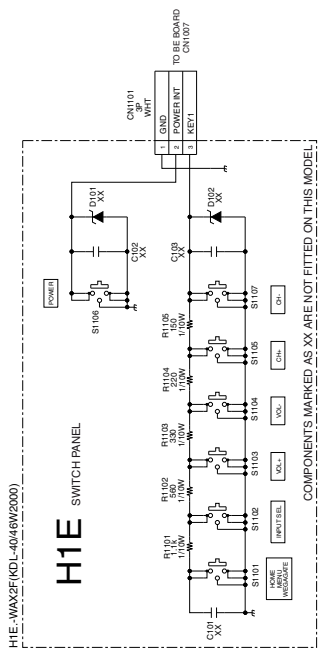 H1E.-WAX2F(KDL-40/46W2000)
H1E
SWITCH PANEL
CN1101
3P
WHT
TO BE BOARD
CN1007
1 GND
2 POWER INT
3 KEY1
POWER
S1106
C102
XX
D101
XX
C103
XX
D102
XX
C101
XX
R1101
1.1k
1/10W
R1102
560
1/10W
R1103
330
1/10W
R1104
220
1/10W
R1105
150
1/10W
S1101
S1102
S1103
S1104
S1105
S1107
HOME
MENU
WEGAGATE
INPUT SEL
VOL+
VOL-
CH+
CH-
COMPONENTS MARKED AS XX ARE NOT FITTED ON THIS MODEL